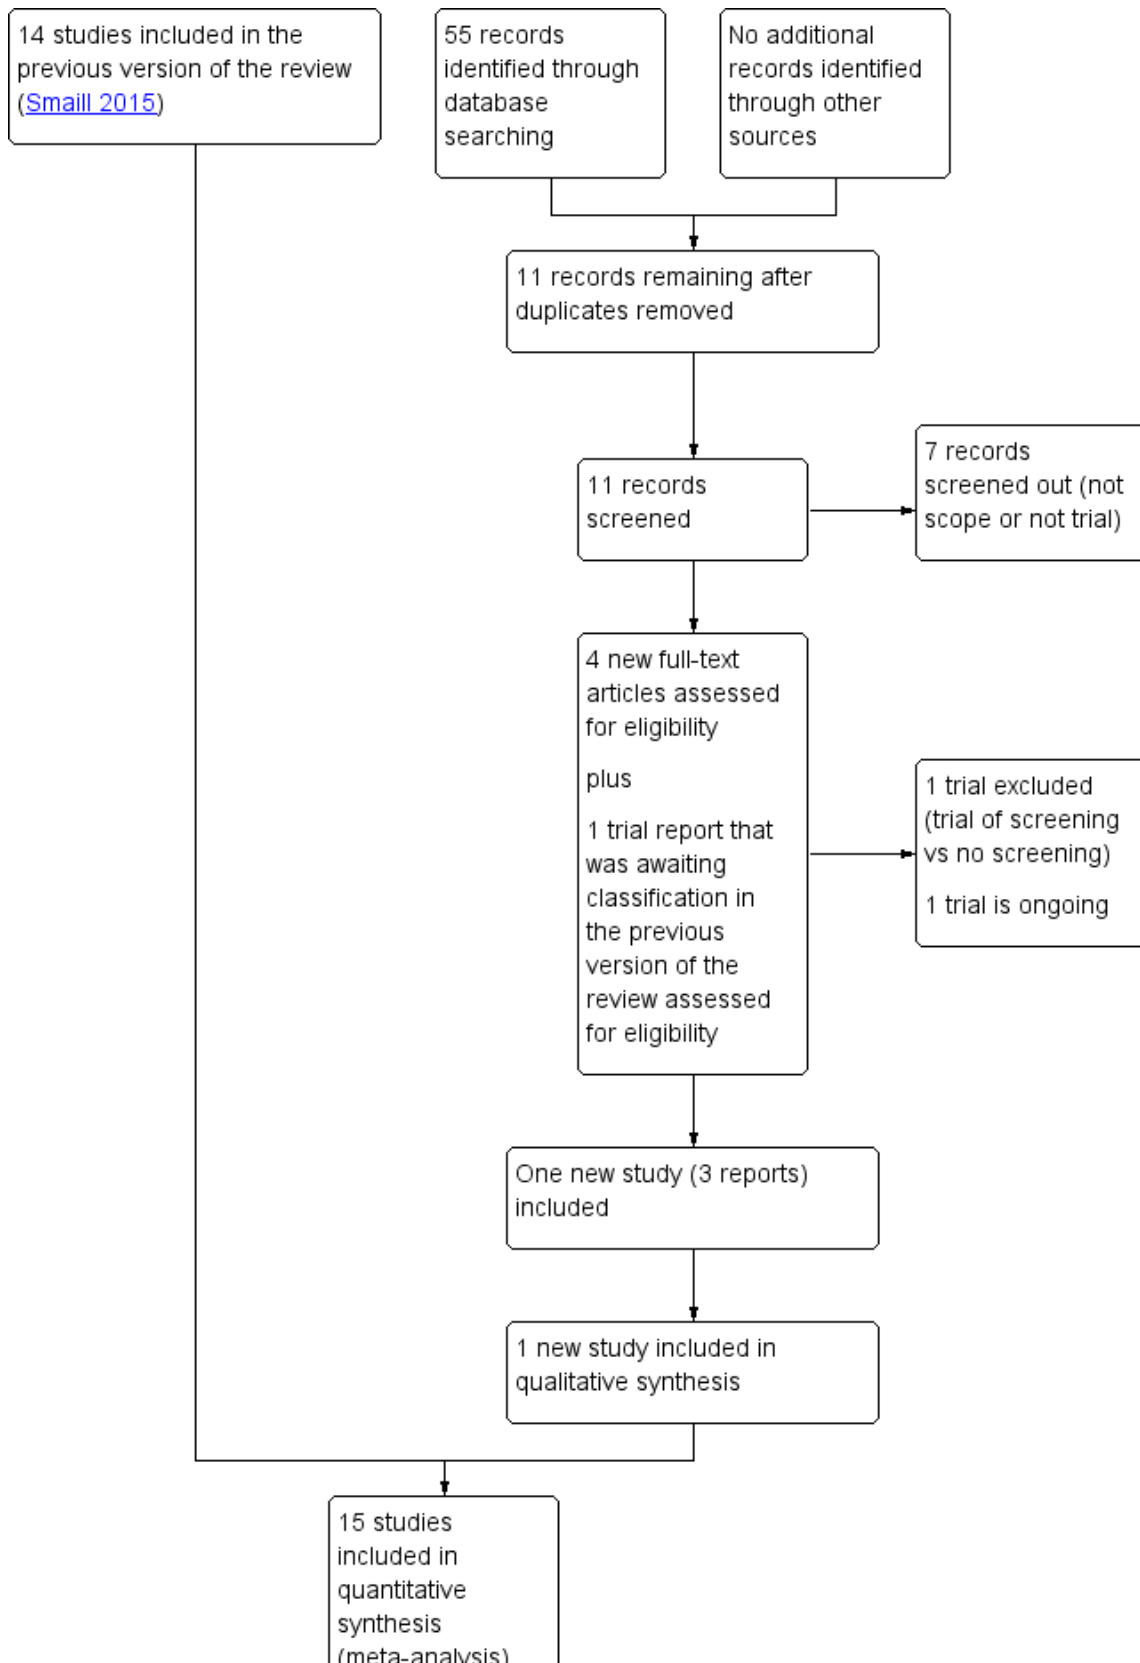 14 studies included in the
previous version of the review
(Smaill 2015)
55 records
identified through
database
searching
No additional
records identified
through other
sources
11 records remaining after
duplicates removed
11 records
screened
7 records
screened out (not
scope or not trial)
4 new full-text
articles assessed
for eligibility
plus
1 trial report that
was awaiting
classification in
the previous
version of the
review assessed
for eligibility
1 trial excluded
(trial of screening
vs no screening)
1 trial is ongoing
One new study (3 reports)
included
1 new study included in
qualitative synthesis
15 studies
included in
quantitative
synthesis
(meta-analysis)